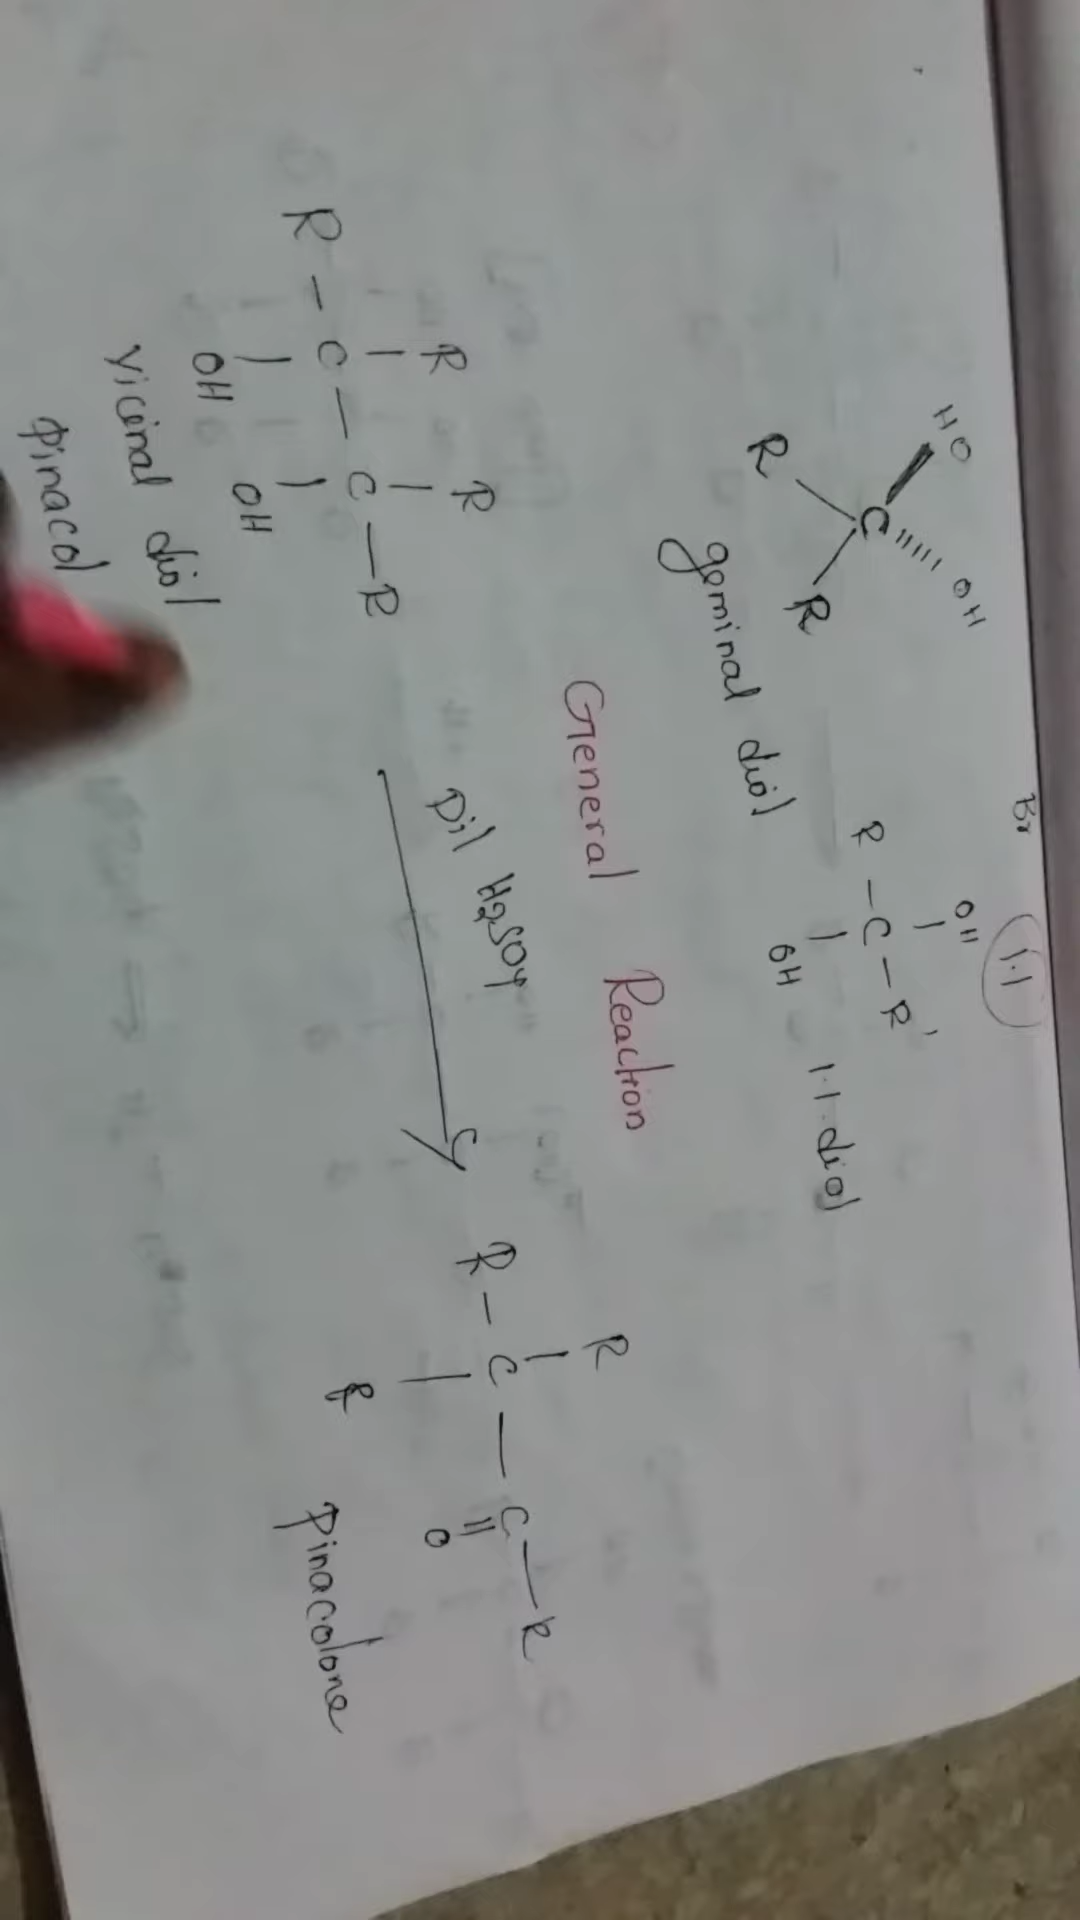 Br
1.1
HO
OH
C
R
R
geminal diol
OH
R - C - R'
OH
1.1. diol
General Reaction
R R
R - C - C - R
OH OH
vicinal diol
Pinacol
Dil H2SO4
R
R - C - C - R
R
O
Pinacolone